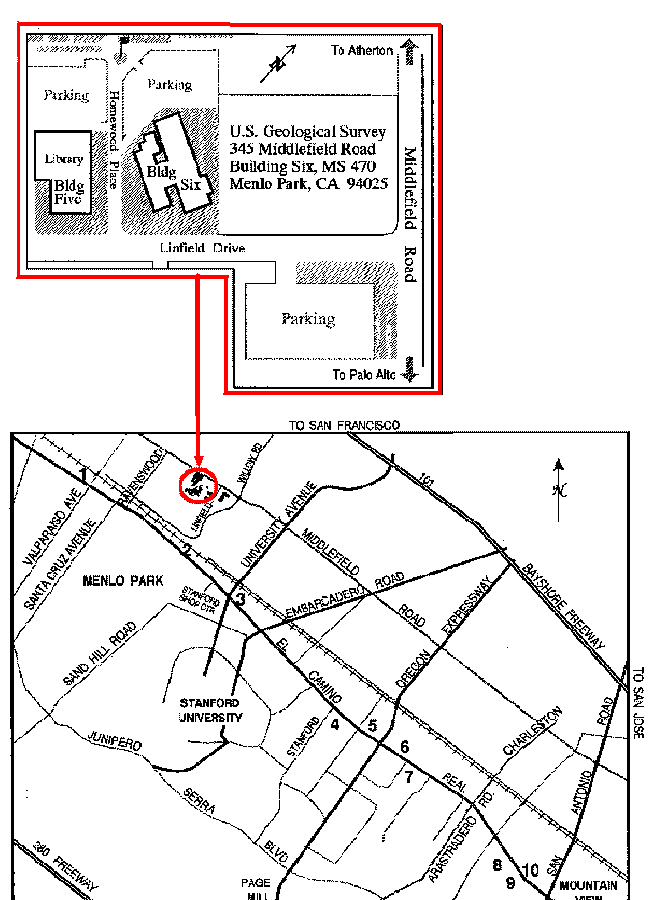 To Atherton
N
Parking
Parking
Homewood Place
Library
Bldg
Five
Bldg
Six
U.S. Geological Survey
345 Middlefield Road
Building Six, MS 470
Menlo Park, CA 94025
Middlefield Road
Linfield Drive
Parking
To Palo Alto
TO SAN FRANCISCO
1
RAVENSWOOD
WILLOW RD
LINFIELD
101
N
VALPARAISO AVE
SANTA CRUZ AVENUE
UNIVERSITY AVENUE
MIDDLEFIELD
ROAD
2
MENLO PARK
STANFORD
SHOP CTR
3
EMBARCADERO ROAD
BAYSHORE FREEWAY
OREGON EXPRESSWAY
SAND HILL ROAD
EL
CAMINO
REAL
TO SAN JOSE
STANFORD
UNIVERSITY
STANFORD
4
5
6
7
CHARLESTON
RD.
JUNIPERO
SERRA
BLVD
ARASTRADERO
SAN
ANTONIO
ROAD
8
9
10
280 FREEWAY
PAGE
MILL
MOUNTAIN
VIEW